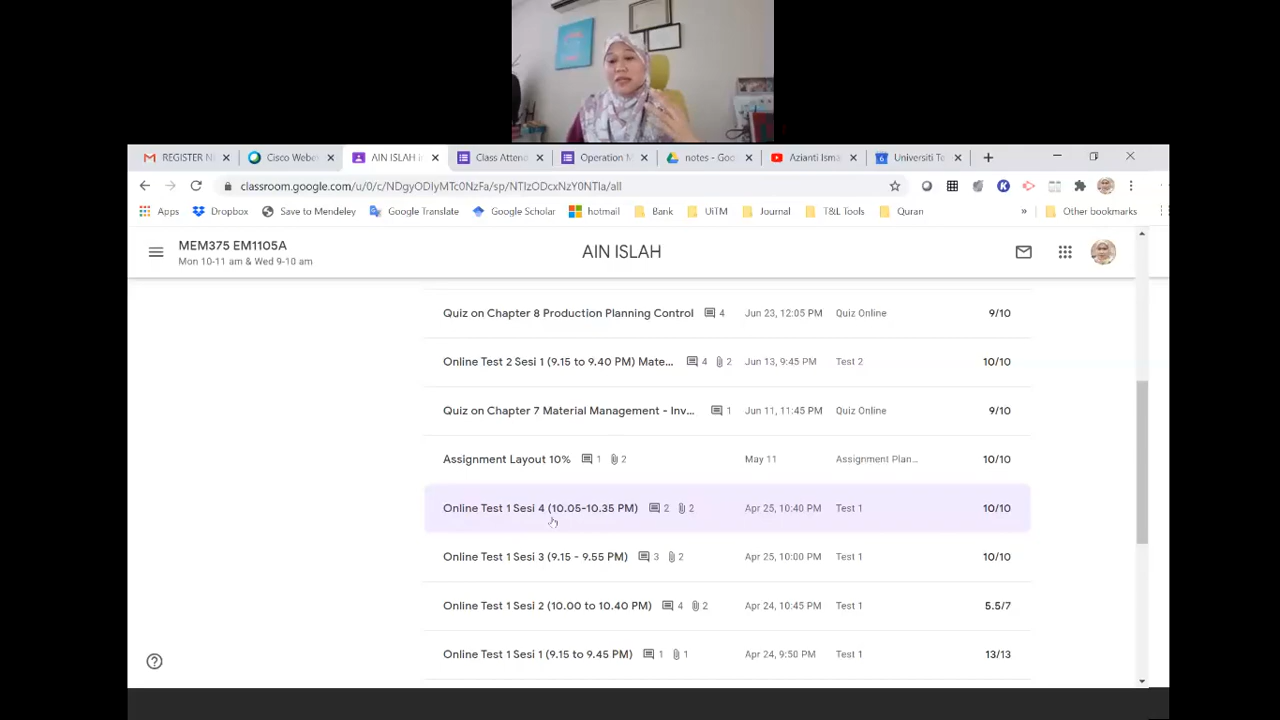 REGISTER N
Cisco Webe
AIN ISLAH i
Class Attend
Operation M
notes - Goo
Azianti Isma
Universiti Te
classroom.google.com/u/0/c/NDgyODIyMTc0NzFa/sp/NTIzODcxNzY0NTIa/all
Apps
Dropbox
Save to Mendeley
Google Translate
Google Scholar
hotmail
Bank
UiTM
Journal
T&L Tools
Quran
»
Other bookmarks
MEM375 EM1105A
Mon 10-11 am & Wed 9-10 am
AIN ISLAH
Quiz on Chapter 8 Production Planning Control 4 Jun 23, 12:05 PM Quiz Online 9/10
Online Test 2 Sesi 1 (9.15 to 9.40 PM) Mate... 4 2 Jun 13, 9:45 PM Test 2 10/10
Quiz on Chapter 7 Material Management - Inv... 1 Jun 11, 11:45 PM Quiz Online 9/10
Assignment Layout 10% 1 2 May 11 Assignment Plan... 10/10
Online Test 1 Sesi 4 (10.05-10.35 PM) 2 2 Apr 25, 10:40 PM Test 1 10/10
Online Test 1 Sesi 3 (9.15 - 9.55 PM) 3 2 Apr 25, 10:00 PM Test 1 10/10
Online Test 1 Sesi 2 (10.00 to 10.40 PM) 4 2 Apr 24, 10:45 PM Test 1 5.5/7
Online Test 1 Sesi 1 (9.15 to 9.45 PM) 1 1 Apr 24, 9:50 PM Test 1 13/13